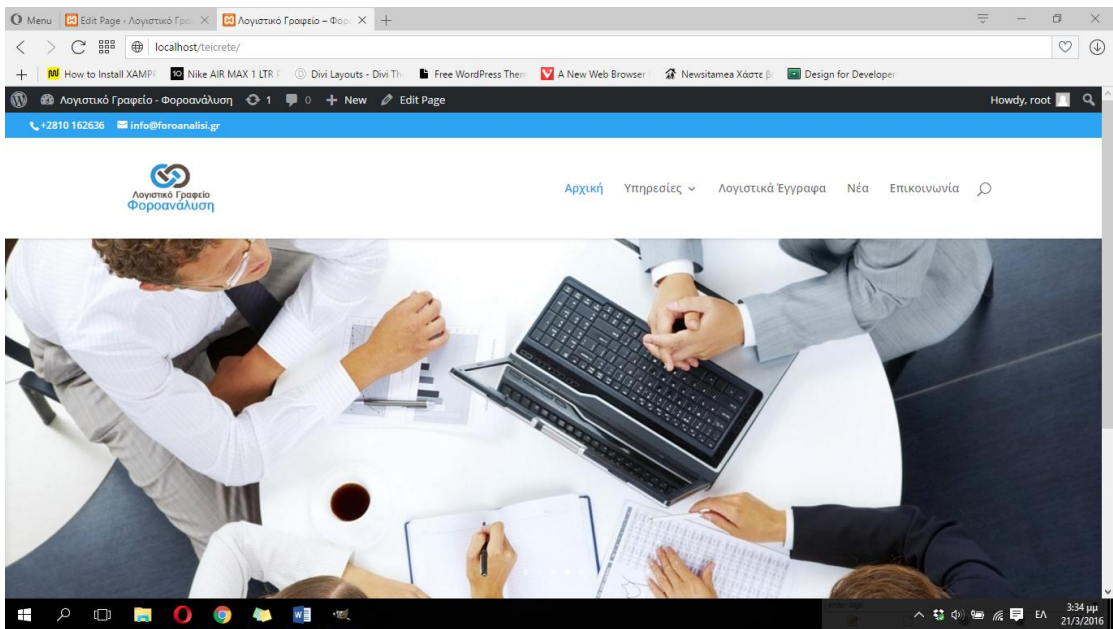 Menu Edit Page ‹ Λογιστικό Γρα Λογιστικό Γραφείο – Φορο
localhost/teicrete/
How to Install XAMPP Nike AIR MAX 1 LTR Divi Layouts - Divi Th Free WordPress Them A New Web Browser Newsitamea Χάστε Design for Developer
Λογιστικό Γραφείο - Φοροανάλυση 1 0 New Edit Page Howdy, root
+2810 162636 info@foroanalisi.gr
Λογιστικό Γραφείο
Φοροανάλυση
Αρχική Υπηρεσίες Λογιστικά Έγγραφα Νέα Επικοινωνία
ΕΛ 3:34 μμ
21/3/2016